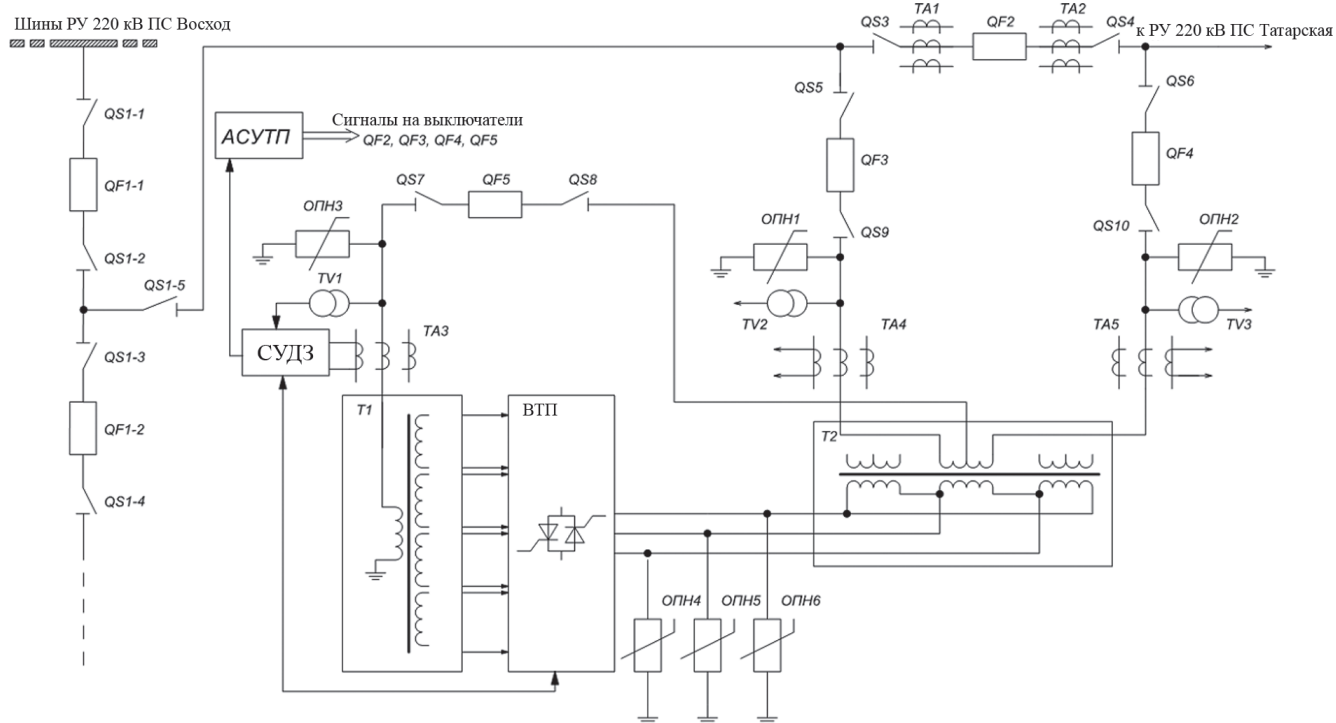 Шины РУ 220 кВ ПС Восход
QS3
TA1
QF2
TA2
QS4
к РУ 220 кВ ПС Татарская
QS1-1
QF1-1
QS1-2
QS1-5
QS1-3
QF1-2
QS1-4
АСУТП
Сигналы на выключатели
QF2, QF3, QF4, QF5
QS5
QF3
QS9
QS6
QF4
QS10
QS7
QF5
QS8
ОПН3
TV1
СУДЗ
TA3
ОПН1
TV2
TA4
ОПН2
TV3
TA5
T1
ВТП
T2
ОПН4
ОПН5
ОПН6